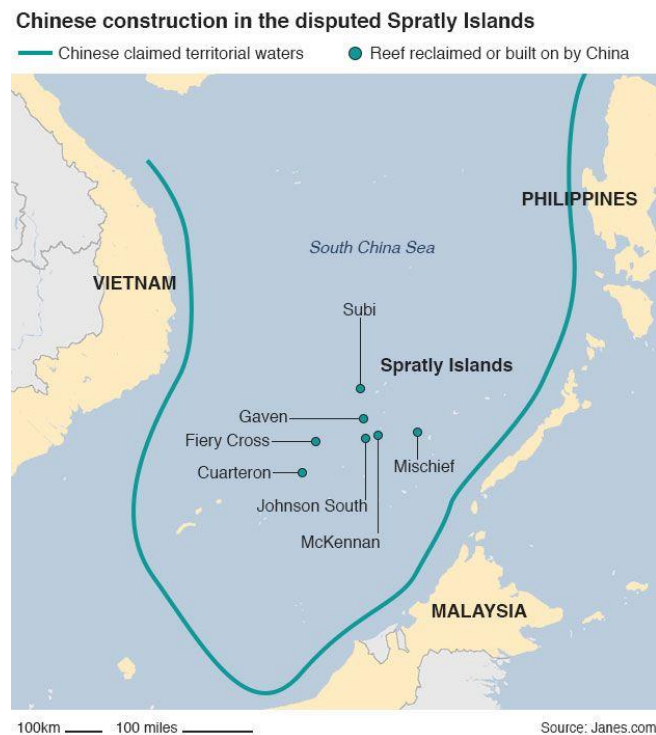 Chinese construction in the disputed Spratly Islands
Chinese claimed territorial waters
Reef reclaimed or built on by China
PHILIPPINES
South China Sea
VIETNAM
Subi
Spratly Islands
Gaven
Fiery Cross
Mischief
Cuarteron
Johnson South
McKennan
MALAYSIA
100km
100 miles
Source: Janes.com